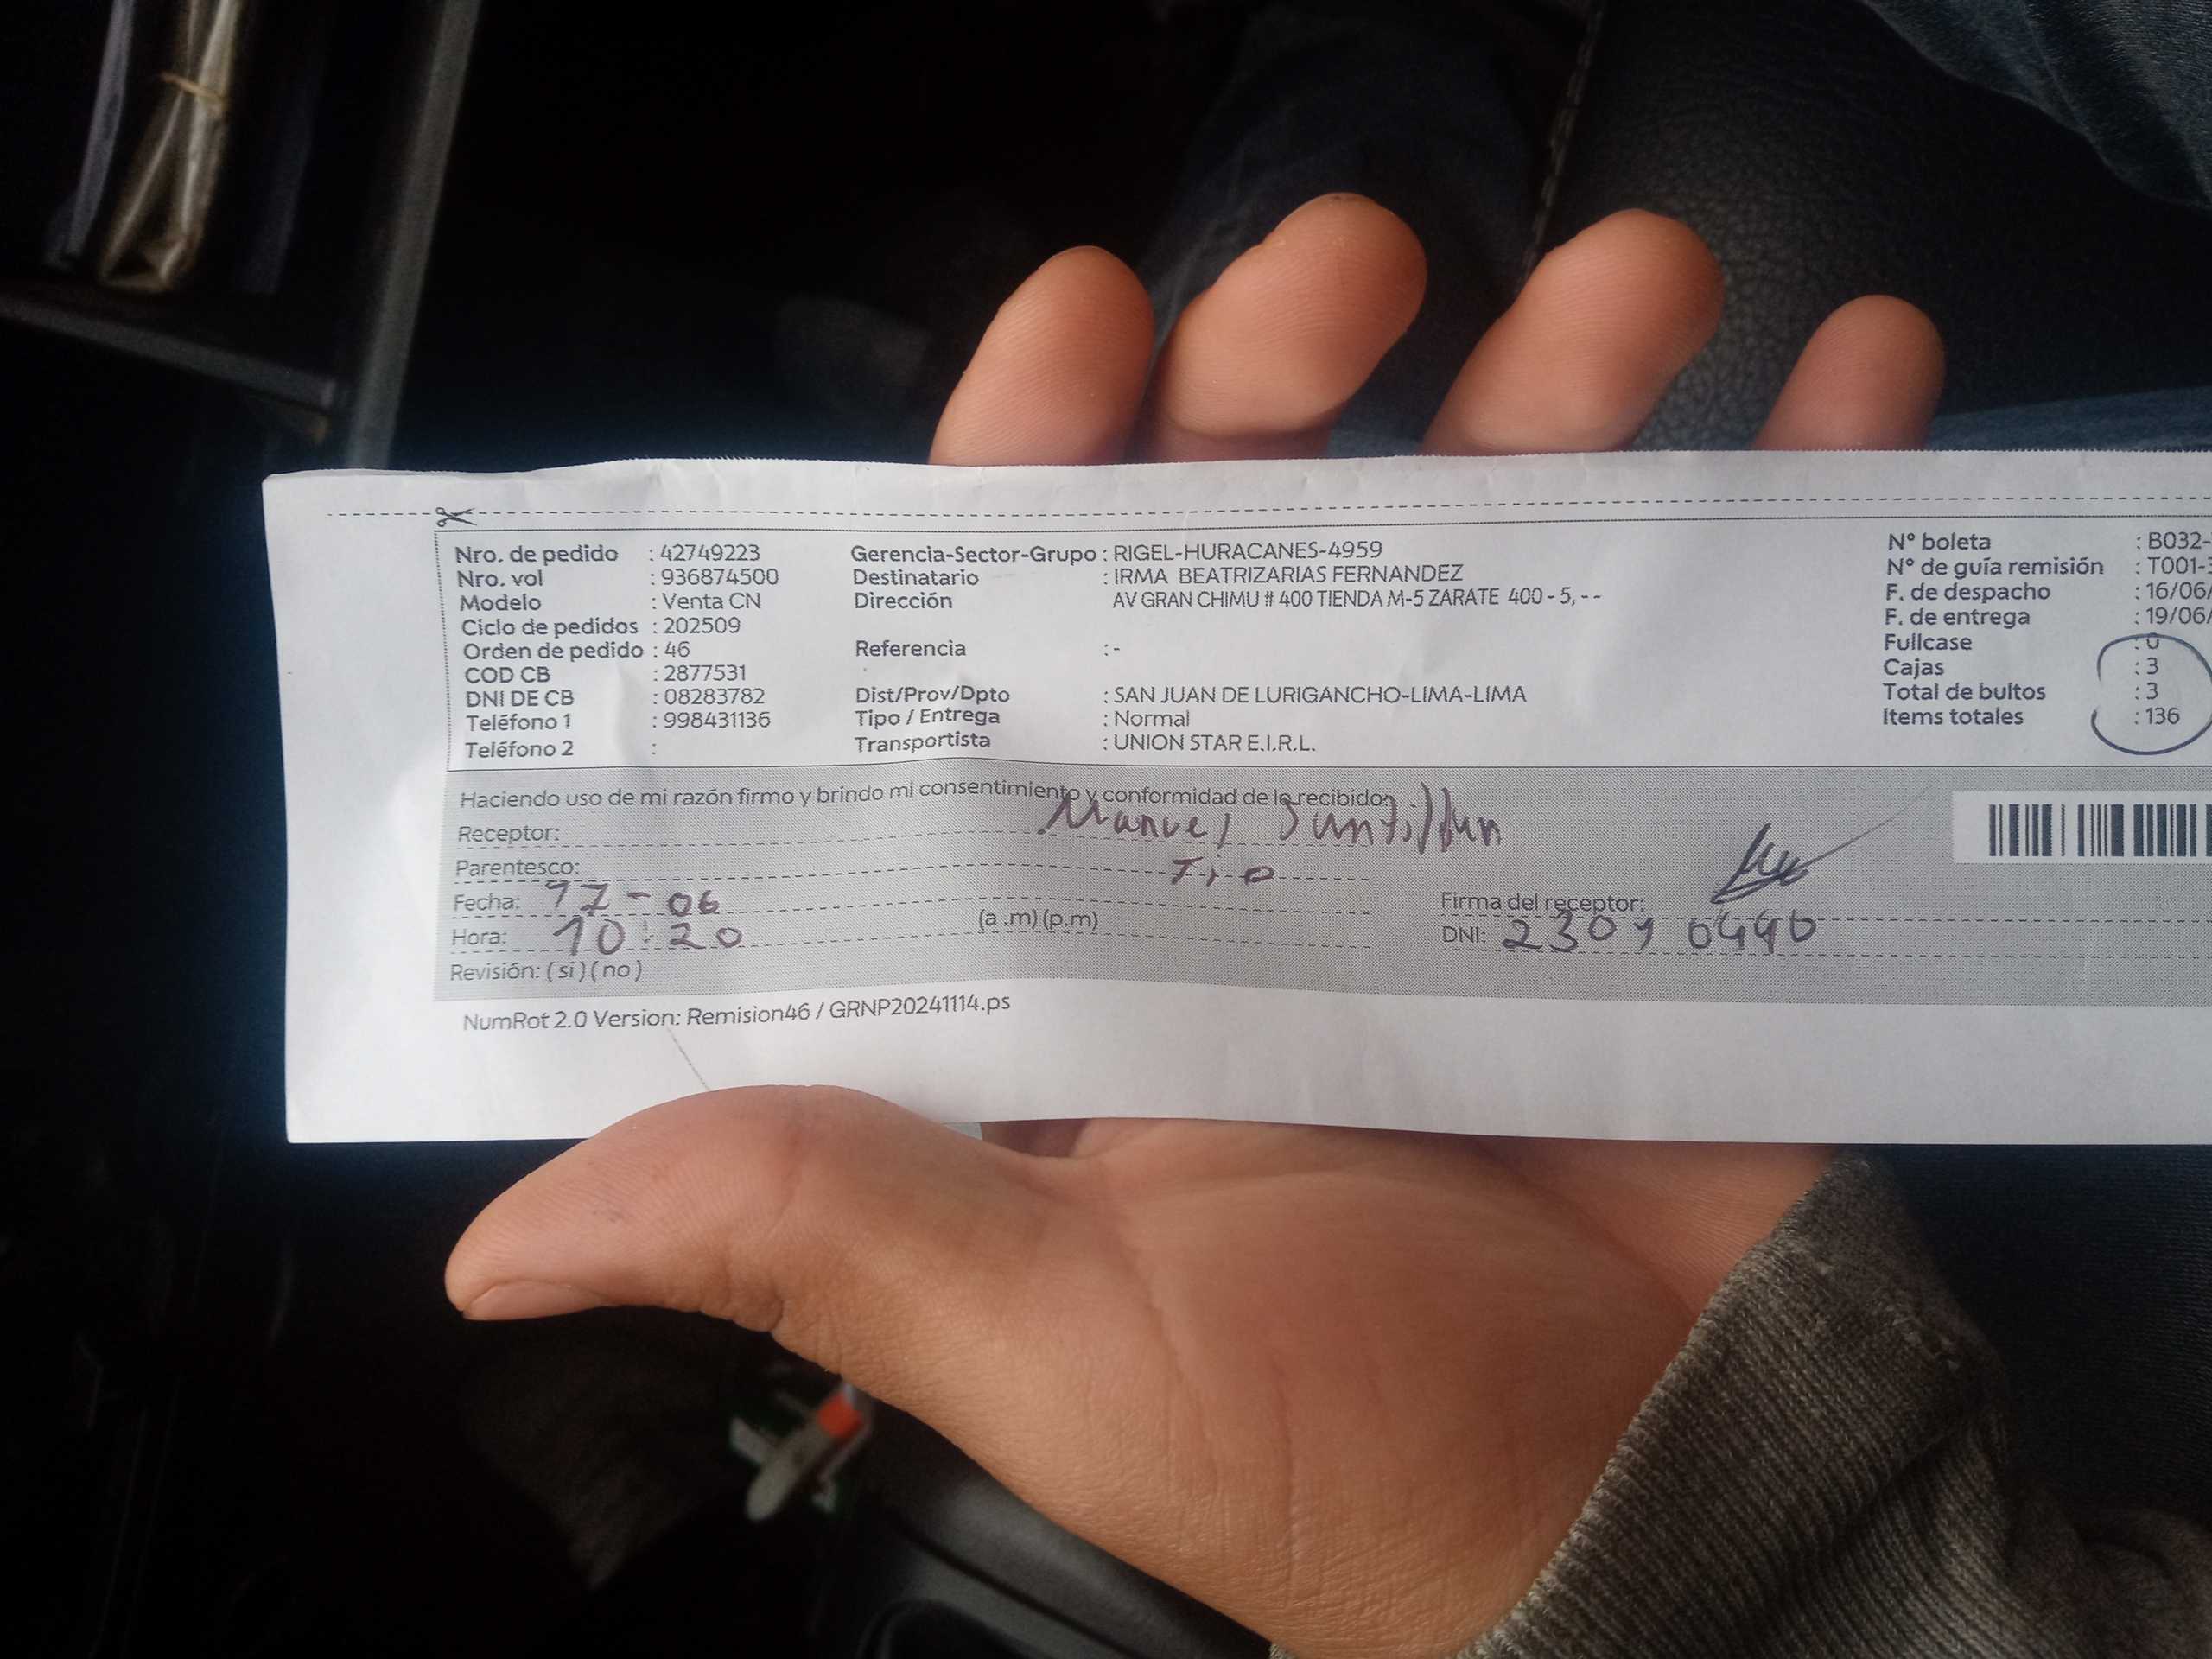 Nro. de pedido : 42749223 Gerencia-Sector-Grupo : RIGEL-HURACANES-4959 N° boleta : B032-
Nro. vol : 936874500 Destinatario : IRMA BEATRIZARIAS FERNANDEZ N° de guía remisión : T001-
Modelo : Venta CN Dirección AV GRAN CHIMU # 400 TIENDA M-5 ZARATE 400 - 5, - - F. de despacho : 16/06/
Ciclo de pedidos : 202509 F. de entrega : 19/06/
Orden de pedido : 46 Referencia : - Fullcase : 0
COD CB : 2877531 Cajas : 3
DNI DE CB : 08283782 Dist/Prov/Dpto : SAN JUAN DE LURIGANCHO-LIMA-LIMA Total de bultos : 3
Teléfono 1 : 998431136 Tipo / Entrega : Normal Items totales : 136
Teléfono 2 : Transportista : UNION STAR E.I.R.L.
Haciendo uso de mi razón firmo y brindo mi consentimiento y conformidad de lo recibido:
Receptor: Manuel
Parentesco: Tio
Fecha: 17-06 Firma del receptor:
Hora: 10:20 (a .m) (p.m) DNI:
Revisión: (si) (no)
NumRot 2.0 Version: Remision46 / GRNP20241114.ps